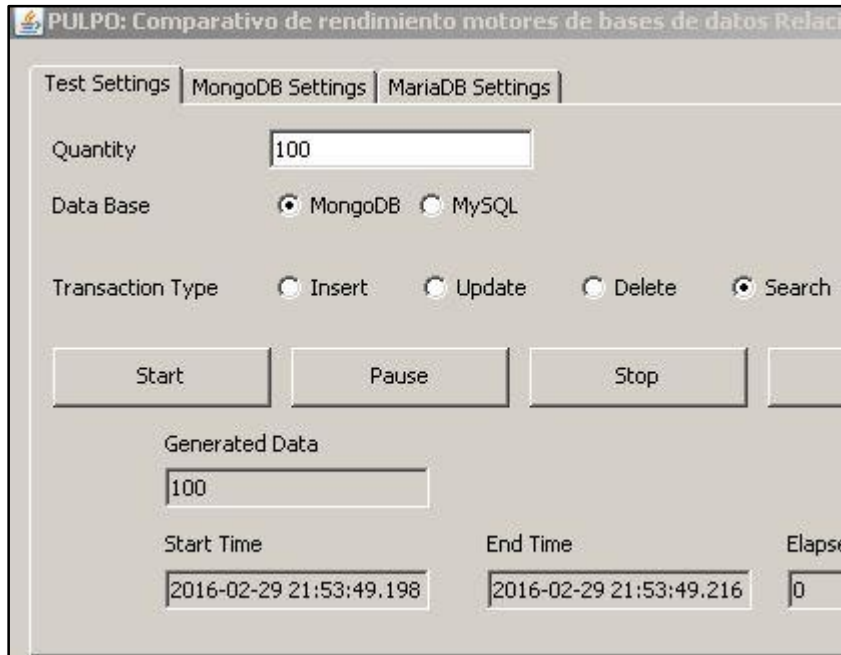 PULPO: Comparativo de rendimiento motores de bases de datos
Test Settings MongoDB Settings MariaDB Settings
Quantity 100
Data Base MongoDB MySQL
Transaction Type Insert Update Delete Search
Start Pause Stop
Generated Data
100
Start Time End Time
2016-02-29 21:53:49.198 2016-02-29 21:53:49.216 0